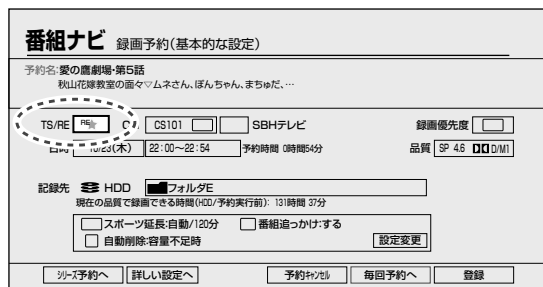 番組ナビ 録画予約(基本的な設定)
予約名:愛の鷹劇場・第5話
秋山花嫁教室の面々▽ムネさん、ぼんちゃん、まちゅだ、…
TS/RE RE★ CS101 SBHテレビ 録画優先度
日時 10/23(木) 22:00~22:54 予約時間 0時間54分 品質 SP 4.6 D/M1
記録先 HDD フォルダE
現在の品質で録画できる時間(HDD/予約実行前): 131時間 37分
スポーツ延長:自動/120分 番組追っかけ:する
自動削除:容量不足時 設定変更
シリーズ予約へ 詳しい設定へ 予約キャンセル 毎回予約へ 登録